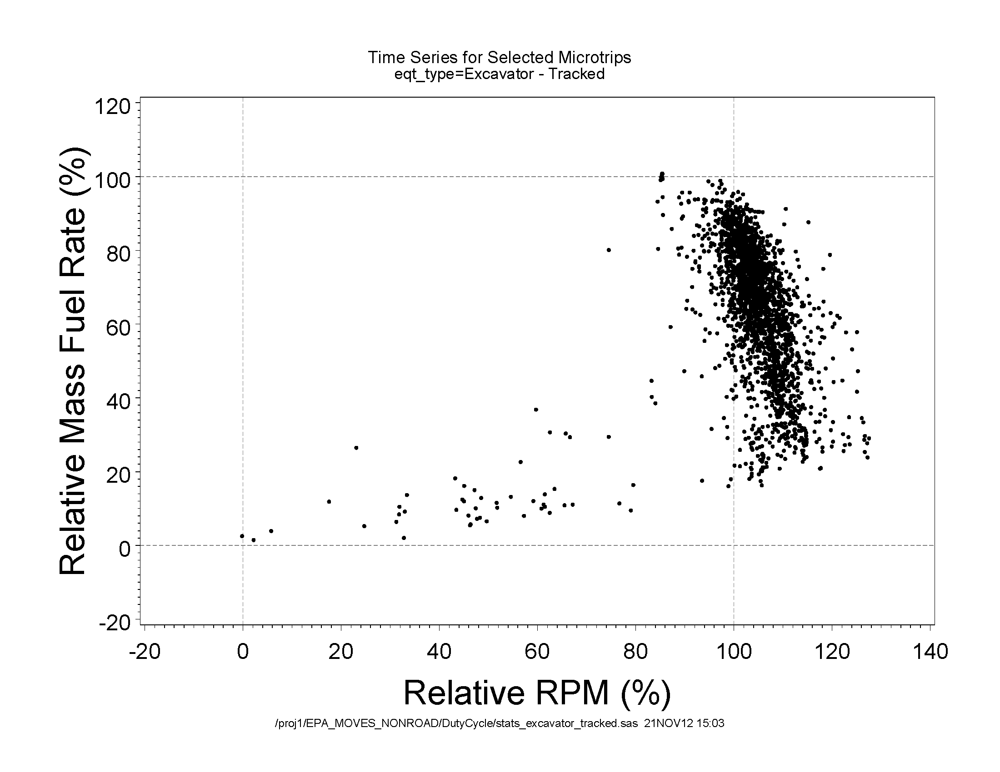 Time Series for Selected Microtrips
eqt_type=Excavator - Tracked
120
100
80
60
40
20
0
-20
Relative Mass Fuel Rate (%)
-20 0 20 40 60 80 100 120 140
Relative RPM (%)
/proj1/EPA_MOVES_NONROAD/DutyCycle/stats_excavator_tracked.sas 21NOV12 15:03